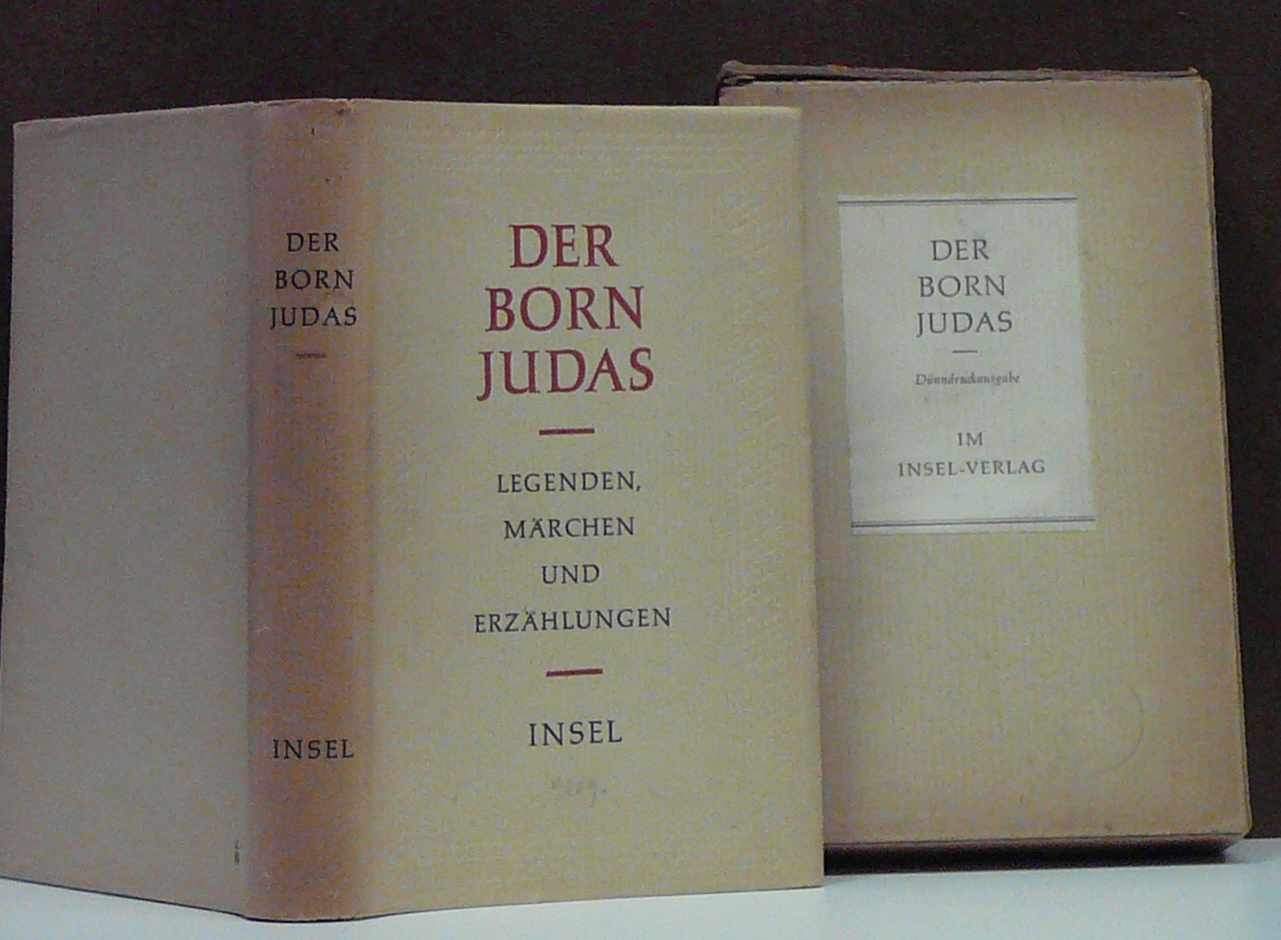 DER
BORN
JUDAS
INSEL
DER
BORN
JUDAS
LEGENDEN,
MÄRCHEN
UND
ERZÄHLUNGEN
INSEL
DER
BORN
JUDAS
Dünndruckausgabe
IM
INSEL-VERLAG